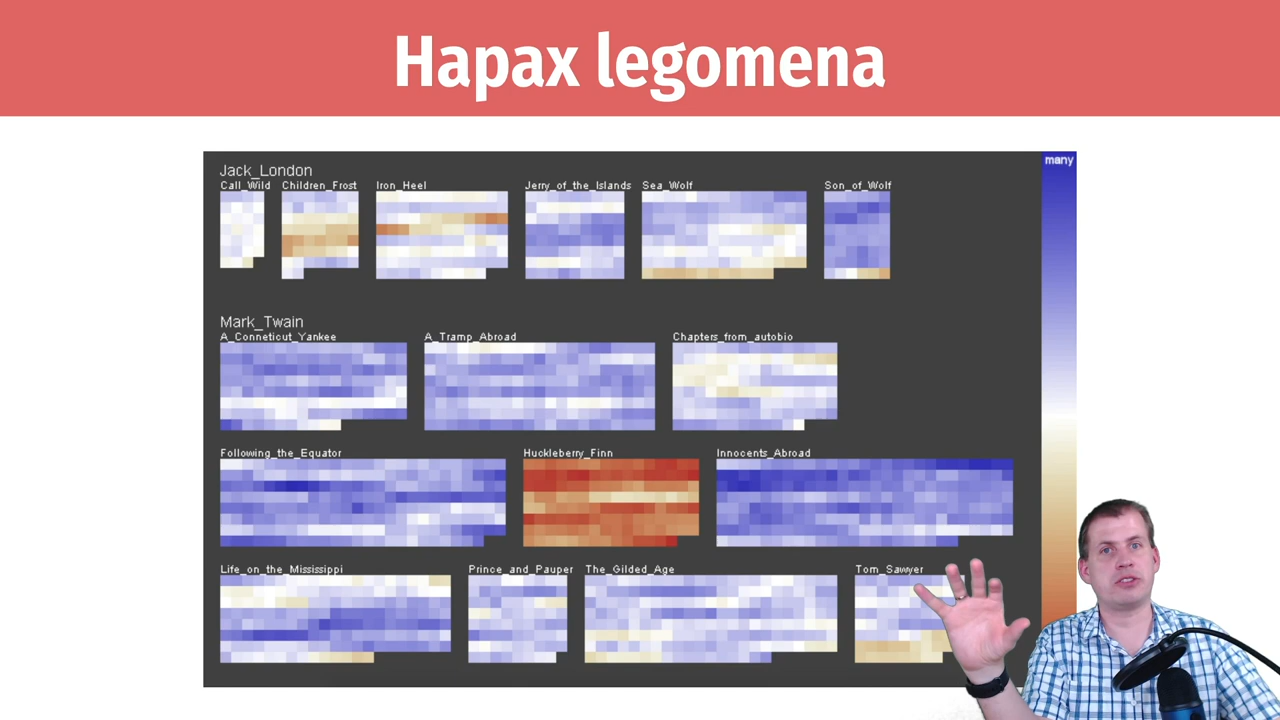 Hapax legomena
many
Jack_London
Call_Wild Children_Frost Iron_Heel Jerry_of_the_Islands Sea_Wolf Son_of_Wolf
Mark_Twain
A_Conneticut_Yankee A_Tramp_Abroad Chapters_from_autobio
Following_the_Equator Huckleberry_Finn Innocents_Abroad
Life_on_the_Mississippi Prince_and_Pauper The_Gilded_Age Tom_Sawyer